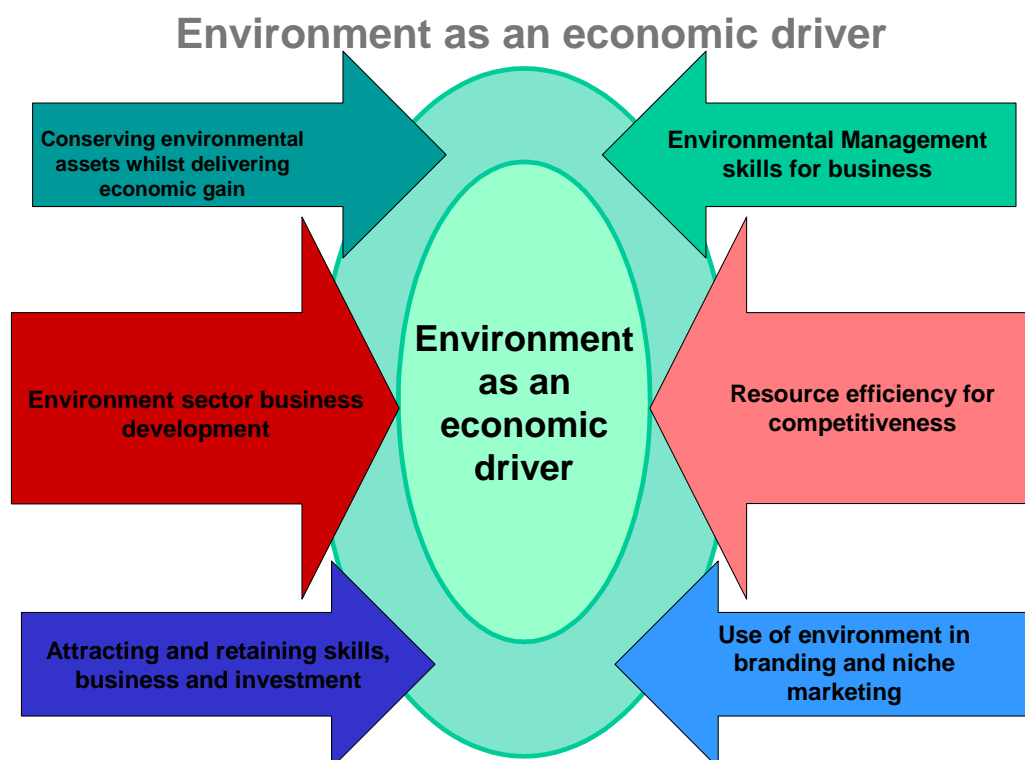 Environment as an economic driver
Conserving environmental
assets whilst delivering
economic gain
Environmental Management
skills for business
Environment sector business
development
Environment
as an
economic
driver
Resource efficiency for
competitiveness
Attracting and retaining skills,
business and investment
Use of environment in
branding and niche
marketing